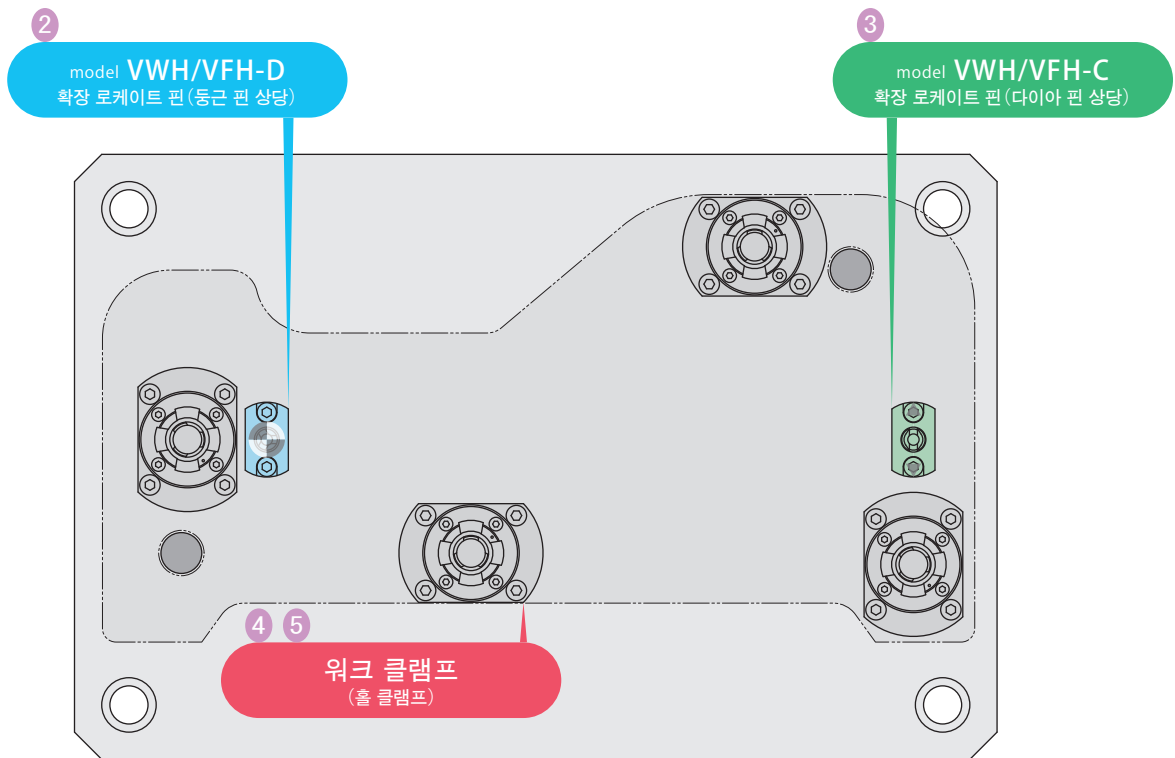 2
model VWH/VFH-D
확장 로케이트 핀(둥근 핀 상당)
3
model VWH/VFH-C
확장 로케이트 핀(다이아 핀 상당)
4 5
워크 클램프
(홀 클램프)